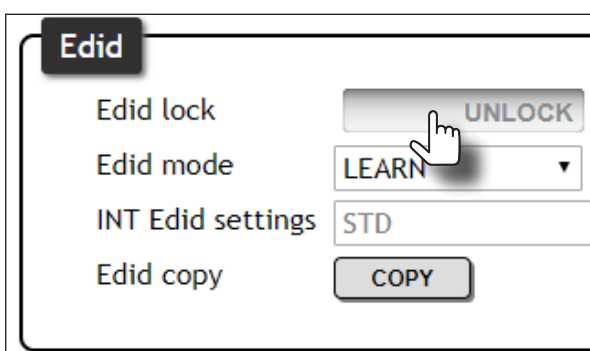 Edid
Edid lock UNLOCK
Edid mode LEARN
INT Edid settings STD
Edid copy COPY